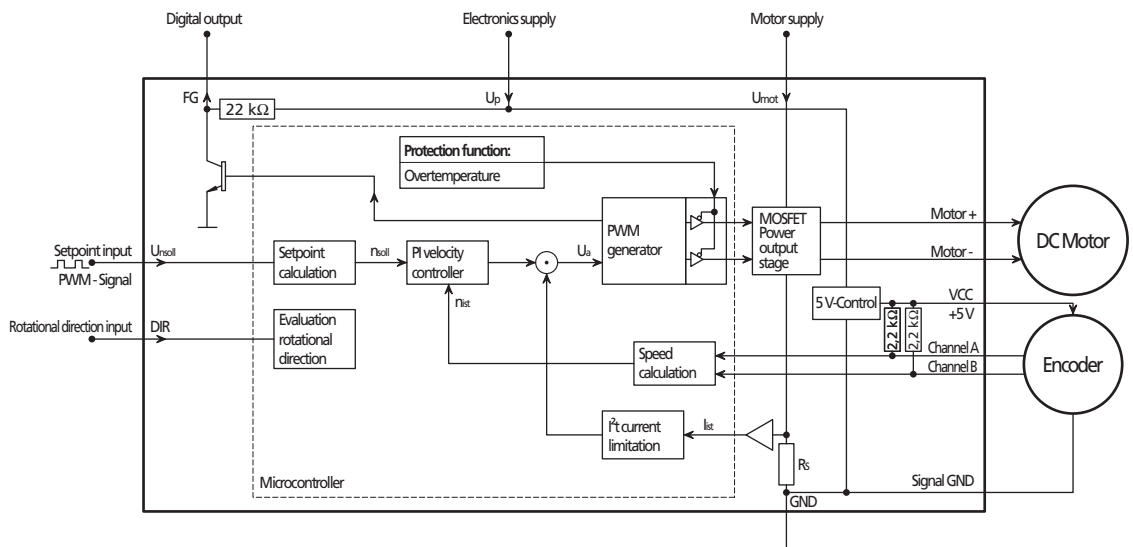 Digital output
Electronics supply
Motor supply
FG
22 kΩ
Up
Umot
Protection function:
Overtemperature
Setpoint input
PWM - Signal
Unsoll
Setpoint
calculation
nsoll
PI velocity
controller
nist
Ua
PWM
generator
MOSFET
Power
output
stage
Motor +
Motor -
DC Motor
5 V-Control
VCC
+5 V
2,2 kΩ
2,2 kΩ
Rotational direction input
DIR
Evaluation
rotational
direction
Speed
calculation
Channel A
Channel B
Encoder
I²t current
limitation
Iist
RS
Microcontroller
Signal GND
GND